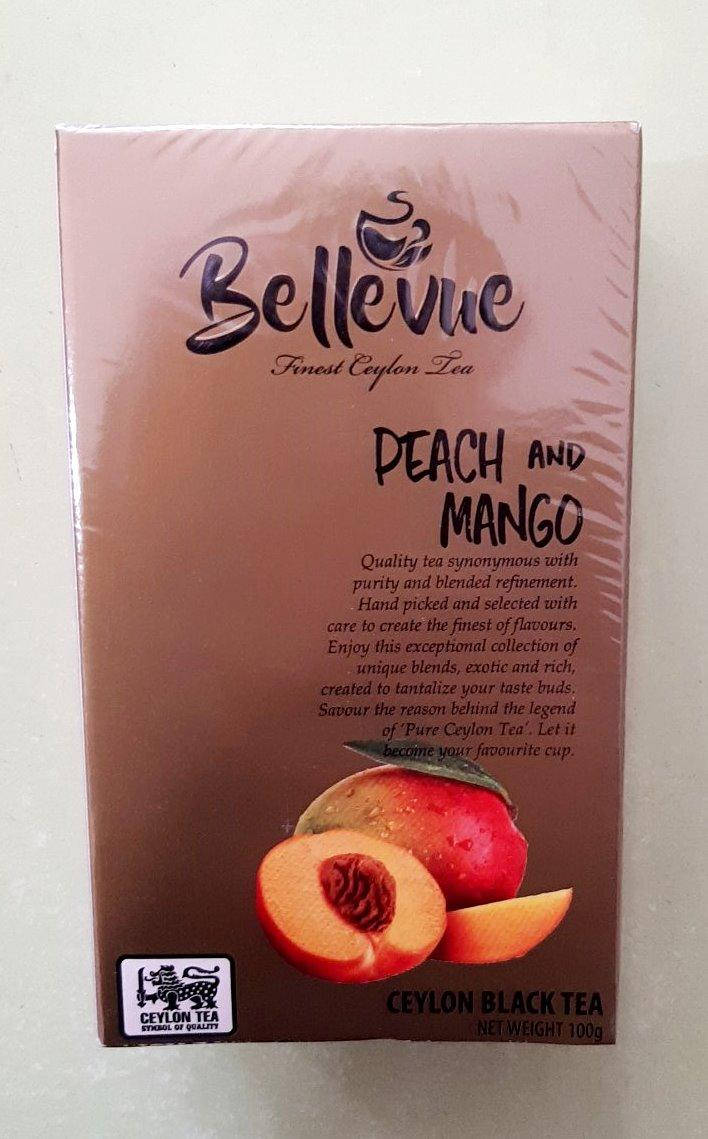 Bellevue
Finest Ceylon Tea
PEACH AND
MANGO
Quality tea synonymous with
purity and blended refinement.
Hand picked and selected with
care to create the finest of flavours.
Enjoy this exceptional collection of
unique blends, exotic and rich,
created to tantalize your taste buds.
Savour the reason behind the legend
of 'Pure Ceylon Tea'. Let it
become your favourite cup.
CEYLON TEA
SYMBOL OF QUALITY
CEYLON BLACK TEA
NET WEIGHT 100g